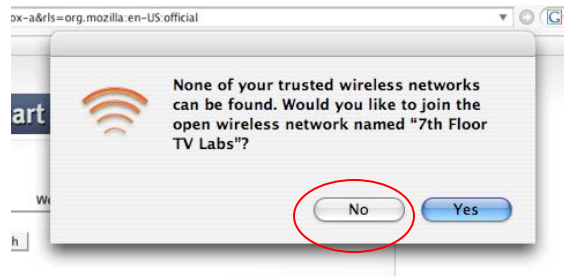 ox-a&rls=org.mozilla:en-US:official
None of your trusted wireless networks
can be found. Would you like to join the
open wireless network named “7th Floor
TV Labs”?
art
We
No
Yes
h